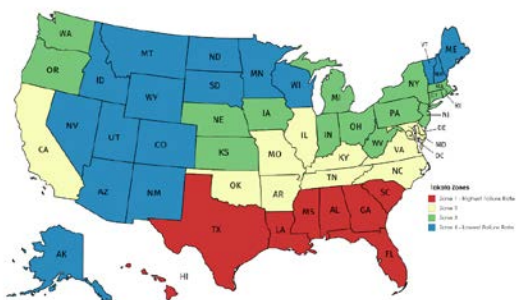 WA
MT
ND
OR
ID
WY
SD
MN
WI
MI
VT
ME
NY
NV
UT
CO
NE
IA
KS
IL
IN
OH
PA
WV
RI
NJ
DE
MD
DC
CA
MO
KY
VA
TN
NC
AZ
NM
OK
AR
SC
TX
LA
MS
AL
GA
FL
AK
HI
Takata Zones
Zone 1 - Highest Failure Rate
Zone 2
Zone 3
Zone 4 - Lowest Failure Rate